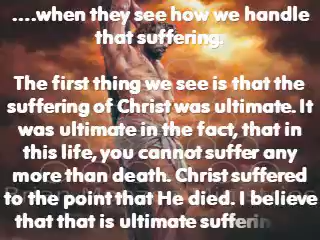 ....when they see how we handle
that suffering.
The first thing we see is that the
suffering of Christ was ultimate. It
was ultimate in the fact, that in
this life, you cannot suffer any
more than death. Christ suffered
to the point that He died. I believe
that that is ultimate suffering